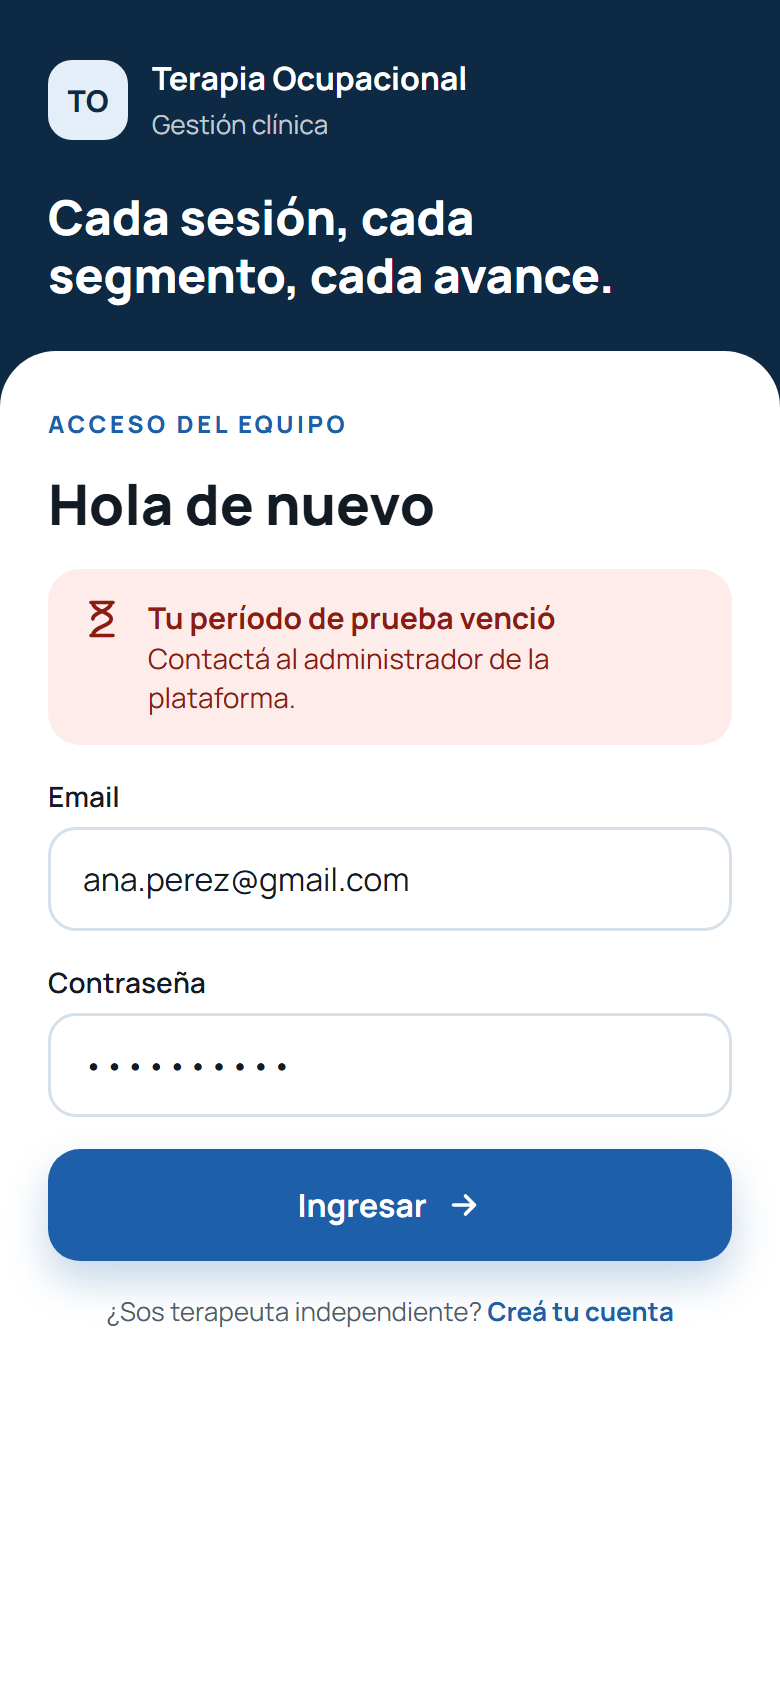 TO
Terapia Ocupacional
Gestión clínica
Cada sesión, cada
segmento, cada avance.
ACCESO DEL EQUIPO
Hola de nuevo
Tu período de prueba venció
Contactá al administrador de la
plataforma.
Email
ana.perez@gmail.com
Contraseña
••••••••••
Ingresar →
¿Sos terapeuta independiente? Creá tu cuenta